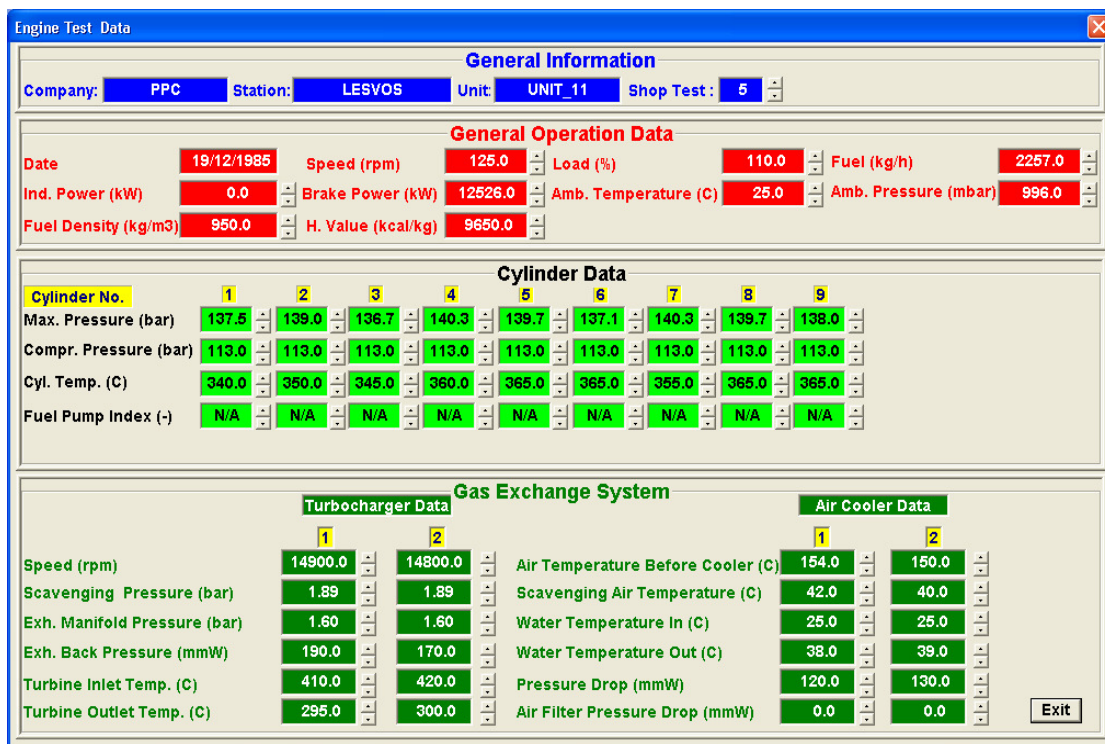 Engine Test Data
General Information
Company: PPC Station: LESVOS Unit: UNIT_11 Shop Test : 5
General Operation Data
Date 19/12/1985 Speed (rpm) 125.0 Load (%) 110.0 Fuel (kg/h) 2257.0
Ind. Power (kW) 0.0 Brake Power (kW) 12526.0 Amb. Temperature (C) 25.0 Amb. Pressure (mbar) 996.0
Fuel Density (kg/m3) 950.0 H. Value (kcal/kg) 9650.0
Cylinder Data
Cylinder No. 1 2 3 4 5 6 7 8 9
Max. Pressure (bar) 137.5 139.0 136.7 140.3 139.7 137.1 140.3 139.7 138.0
Compr. Pressure (bar) 113.0 113.0 113.0 113.0 113.0 113.0 113.0 113.0 113.0
Cyl. Temp. (C) 340.0 350.0 345.0 360.0 365.0 365.0 355.0 365.0 365.0
Fuel Pump Index (-) N/A N/A N/A N/A N/A N/A N/A N/A N/A
Gas Exchange System
Turbocharger Data Air Cooler Data
1 2 1 2
Speed (rpm) 14900.0 14800.0 Air Temperature Before Cooler (C) 154.0 150.0
Scavenging Pressure (bar) 1.89 1.89 Scavenging Air Temperature (C) 42.0 40.0
Exh. Manifold Pressure (bar) 1.60 1.60 Water Temperature In (C) 25.0 25.0
Exh. Back Pressure (mmW) 190.0 170.0 Water Temperature Out (C) 38.0 39.0
Turbine Inlet Temp. (C) 410.0 420.0 Pressure Drop (mmW) 120.0 130.0
Turbine Outlet Temp. (C) 295.0 300.0 Air Filter Pressure Drop (mmW) 0.0 0.0 Exit